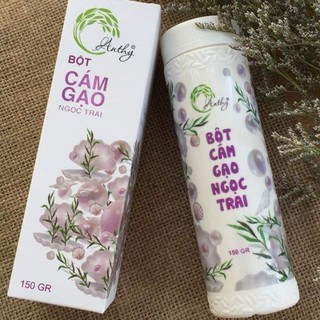 Anthy®
BỘT
CÁM
GẠO
NGỌC TRAI
150 GR
Anthy
BỘT
CÁM
GẠO
NGỌC
TRAI
150 GR